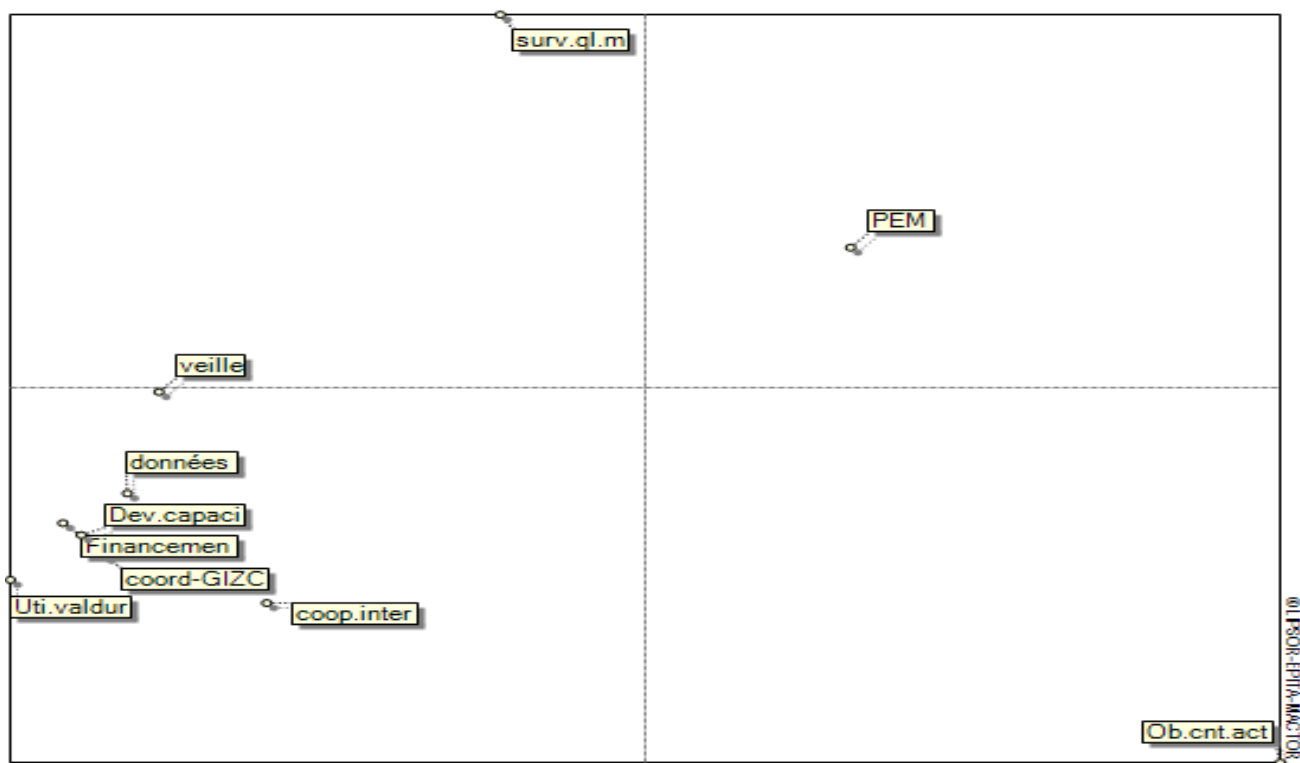 surv.ql.m
PEM
veille
données
Dev.capaci
Financemen
coord-GIZC
Uti.valdur
coop.inter
Ob.cnt.act
@LIPSOR-EPITA-MACTOR